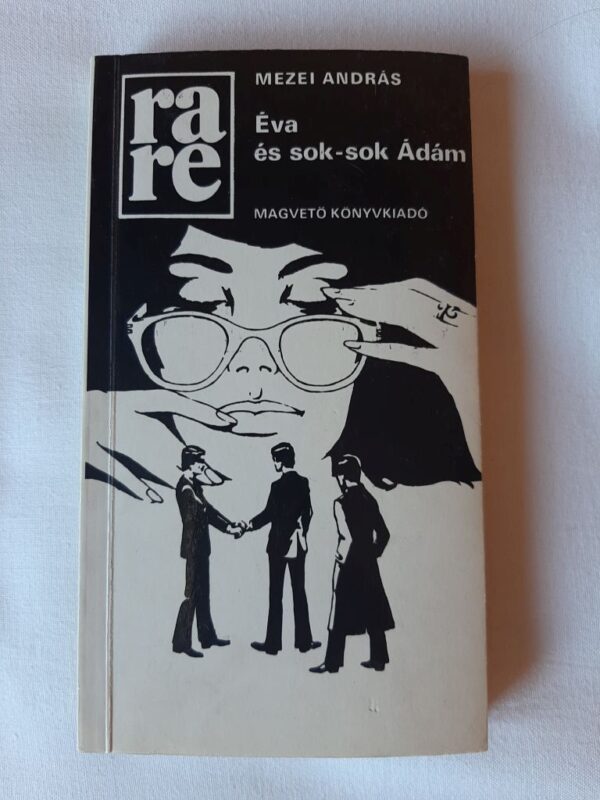 ra
re
MEZEI ANDRÁS
Éva
és sok-sok Ádám
MAGVETŐ KÖNYVKIADÓ